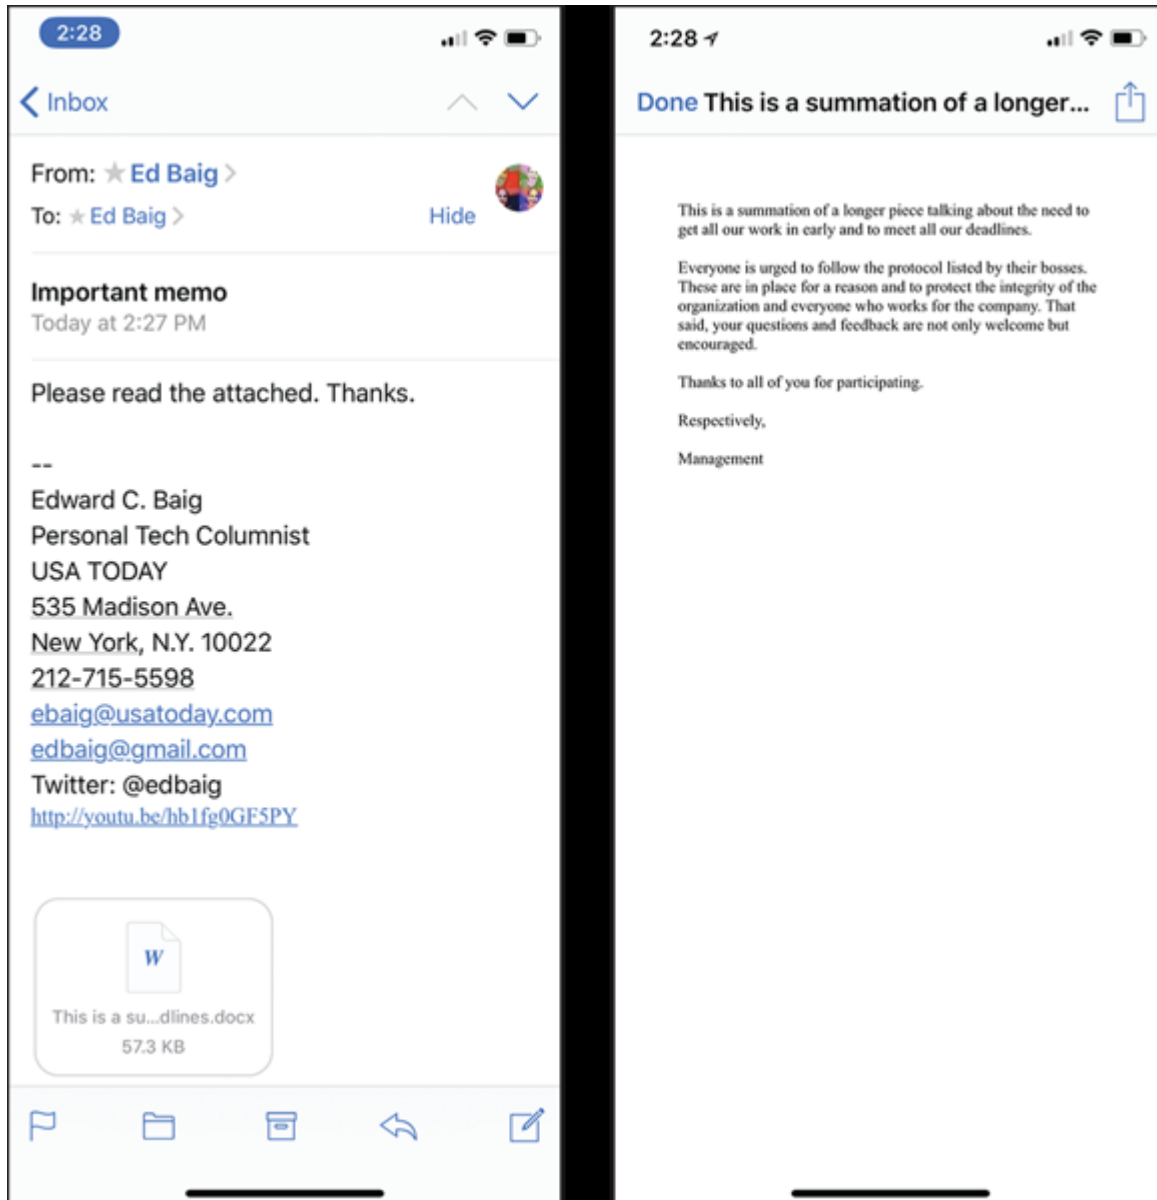 2:28
Inbox
From: Ed Baig
To: Ed Baig
Hide
Important memo
Today at 2:27 PM
Please read the attached. Thanks.
--
Edward C. Baig
Personal Tech Columnist
USA TODAY
535 Madison Ave.
New York, N.Y. 10022
212-715-5598
ebaig@usatoday.com
edbaig@gmail.com
Twitter: @edbaig
http://youtu.be/hb1fg0GF5PY
W
This is a su...dlines.docx
57.3 KB
2:28
Done This is a summation of a longer...
This is a summation of a longer piece talking about the need to
get all our work in early and to meet all our deadlines.
Everyone is urged to follow the protocol listed by their bosses.
These are in place for a reason and to protect the integrity of the
organization and everyone who works for the company. That
said, your questions and feedback are not only welcome but
encouraged.
Thanks to all of you for participating.
Respectively,
Management